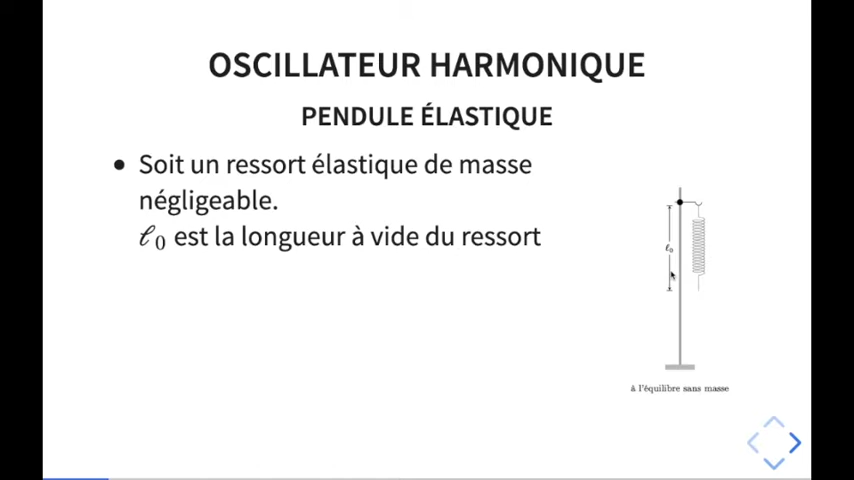 OSCILLATEUR HARMONIQUE
PENDULE ÉLASTIQUE
• Soit un ressort élastique de masse
négligeable.
ℓ₀ est la longueur à vide du ressort
ℓ₀
à l'équilibre sans masse